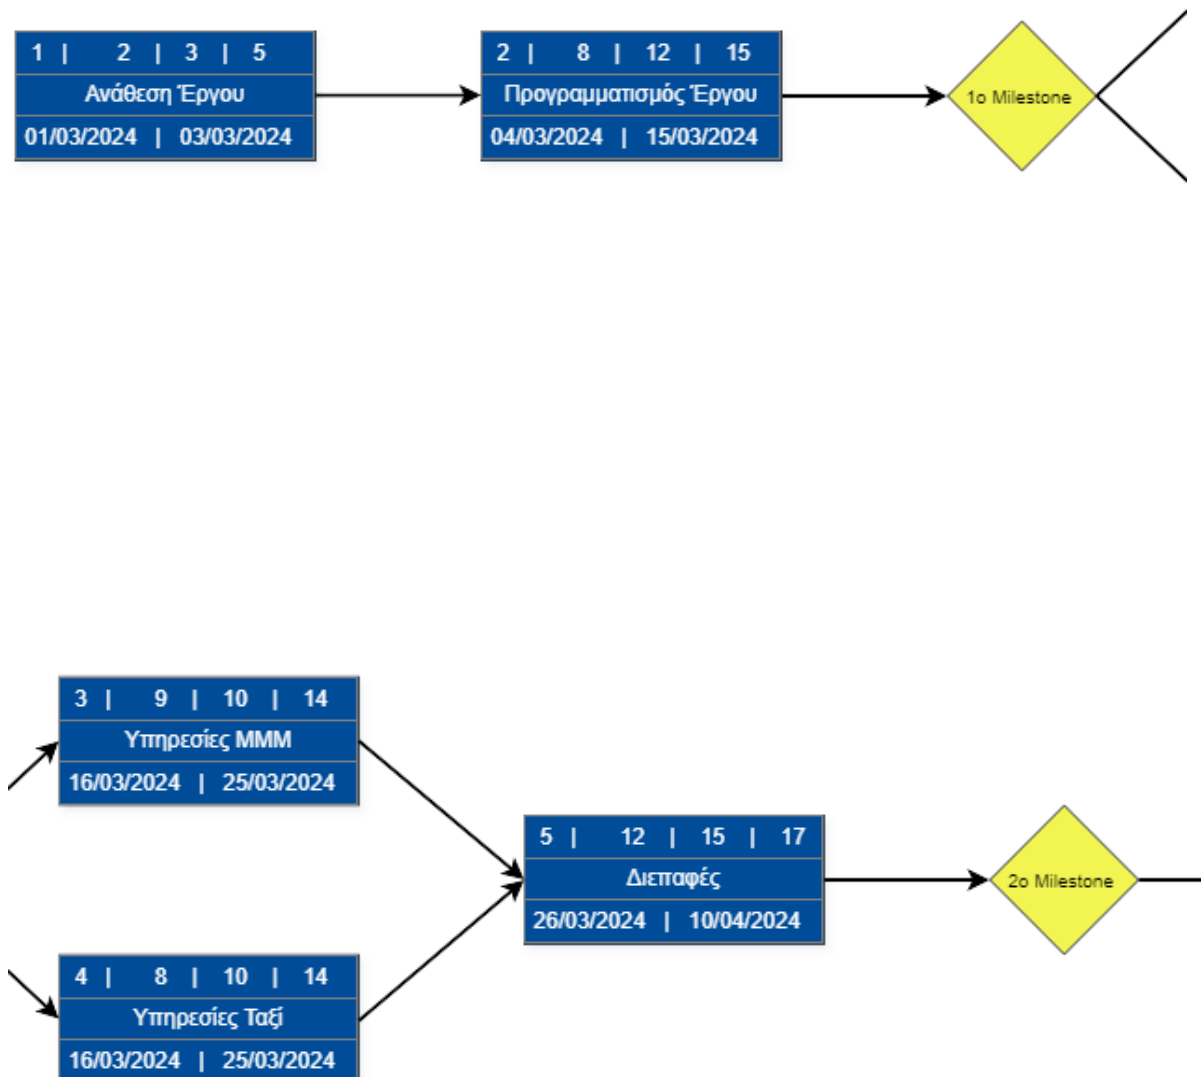 1 | 2 | 3 | 5
Ανάθεση Έργου
01/03/2024 | 03/03/2024
2 | 8 | 12 | 15
Προγραμματισμός Έργου
04/03/2024 | 15/03/2024
1ο Milestone
3 | 9 | 10 | 14
Υπηρεσίες ΜΜΜ
16/03/2024 | 25/03/2024
4 | 8 | 10 | 14
Υπηρεσίες Ταξί
16/03/2024 | 25/03/2024
5 | 12 | 15 | 17
Διεπαφές
26/03/2024 | 10/04/2024
2ο Milestone